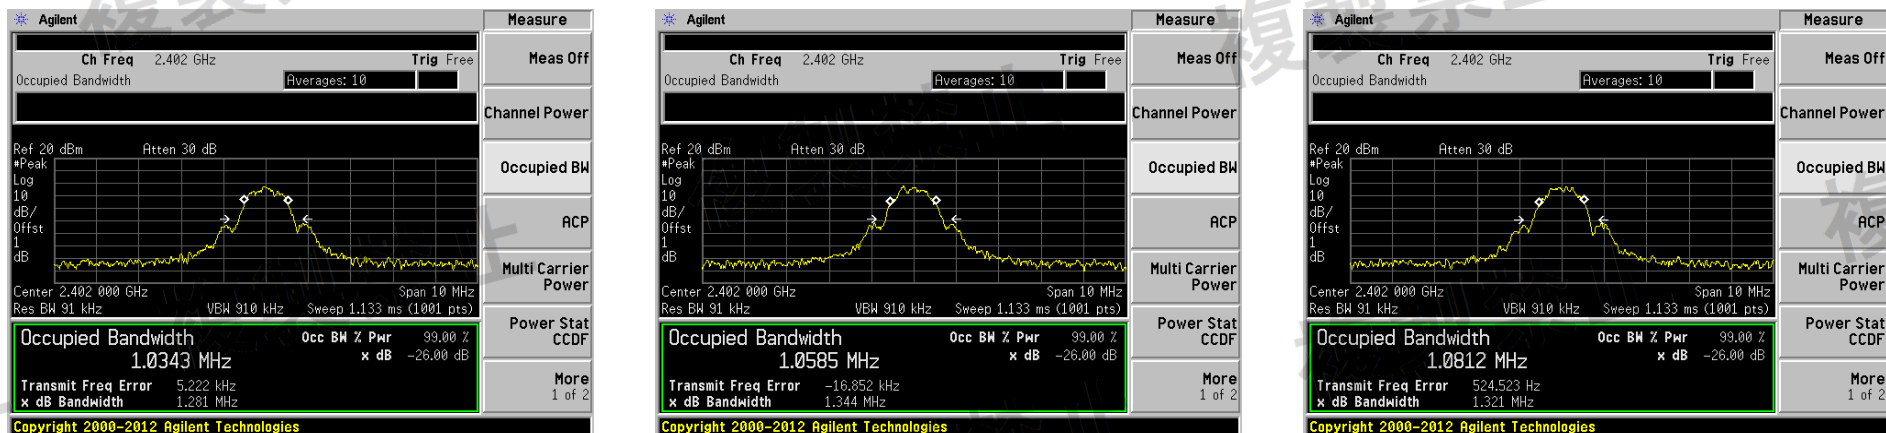 Agilent
Measure
Ch Freq 2.402 GHz
Trig Free
Occupied Bandwidth
Averages: 10
Ref 20 dBm
Atten 30 dB
#Peak
Log
10
dB/
Offst
1
dB
Center 2.402 000 GHz
Span 10 MHz
Res BW 91 kHz
VBW 910 kHz
Sweep 1.133 ms (1001 pts)
Occupied Bandwidth
1.0343 MHz
Occ BW % Pwr 99.00 %
x dB -26.00 dB
Transmit Freq Error 5.222 kHz
x dB Bandwidth 1.281 MHz
Copyright 2000-2012 Agilent Technologies
Meas Off
Channel Power
Occupied BW
ACP
Multi Carrier
Power
Power Stat
CCDF
More
1 of 2
Agilent
Measure
Ch Freq 2.402 GHz
Trig Free
Occupied Bandwidth
Averages: 10
Ref 20 dBm
Atten 30 dB
#Peak
Log
10
dB/
Offst
1
dB
Center 2.402 000 GHz
Span 10 MHz
Res BW 91 kHz
VBW 910 kHz
Sweep 1.133 ms (1001 pts)
Occupied Bandwidth
1.0585 MHz
Occ BW % Pwr 99.00 %
x dB -26.00 dB
Transmit Freq Error -16.852 kHz
x dB Bandwidth 1.344 MHz
Copyright 2000-2012 Agilent Technologies
Meas Off
Channel Power
Occupied BW
ACP
Multi Carrier
Power
Power Stat
CCDF
More
1 of 2
Agilent
Measure
Ch Freq 2.402 GHz
Trig Free
Occupied Bandwidth
Averages: 10
Ref 20 dBm
Atten 30 dB
#Peak
Log
10
dB/
Offst
1
dB
Center 2.402 000 GHz
Span 10 MHz
Res BW 91 kHz
VBW 910 kHz
Sweep 1.133 ms (1001 pts)
Occupied Bandwidth
1.0812 MHz
Occ BW % Pwr 99.00 %
x dB -26.00 dB
Transmit Freq Error 524.523 Hz
x dB Bandwidth 1.321 MHz
Copyright 2000-2012 Agilent Technologies
Meas Off
Channel Power
Occupied BW
ACP
Multi Carrier
Power
Power Stat
CCDF
More
1 of 2